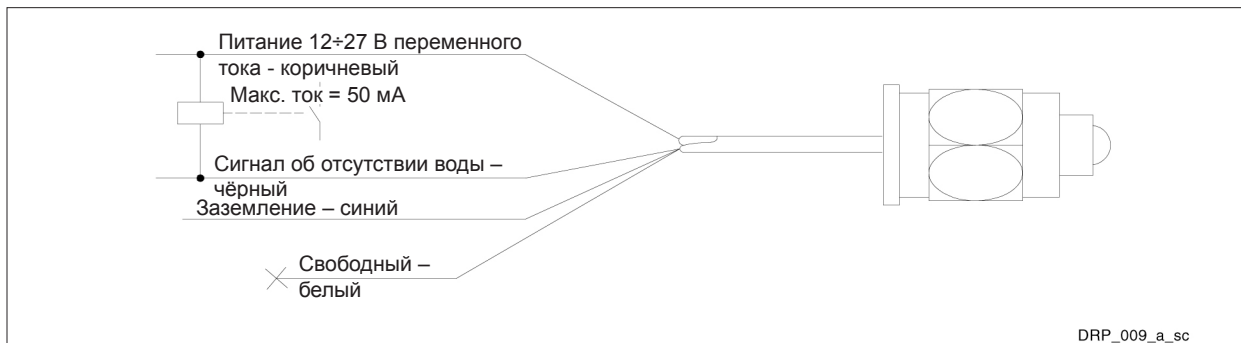 Питание 12÷27 В переменного
тока - коричневый
Макс. ток = 50 мА
Сигнал об отсутствии воды –
чёрный
Заземление – синий
Свободный –
белый
DRP_009_a_sc